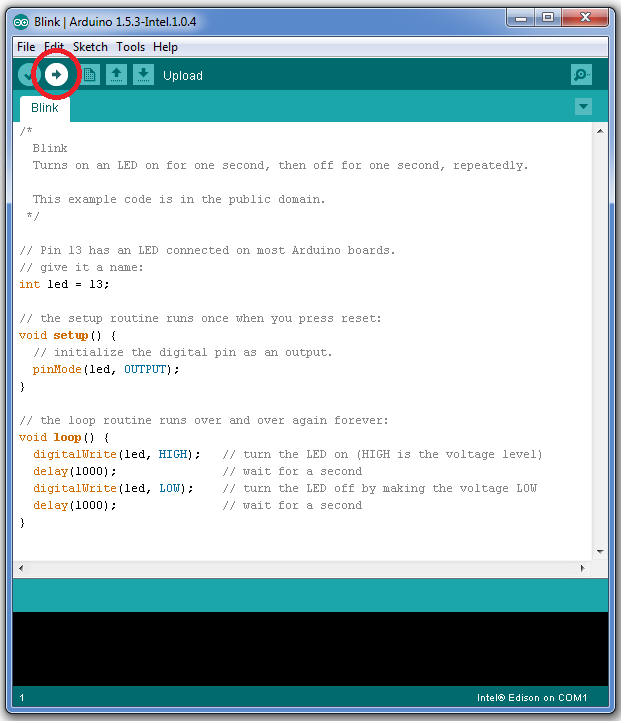 Blink | Arduino 1.5.3-Intel.1.0.4
File Edit Sketch Tools Help
Upload
Blink
/*
  Blink
  Turns on an LED on for one second, then off for one second, repeatedly.

  This example code is in the public domain.
 */

// Pin 13 has an LED connected on most Arduino boards.
// give it a name:
int led = 13;

// the setup routine runs once when you press reset:
void setup() {
  // initialize the digital pin as an output.
  pinMode(led, OUTPUT);
}

// the loop routine runs over and over again forever:
void loop() {
  digitalWrite(led, HIGH);   // turn the LED on (HIGH is the voltage level)
  delay(1000);               // wait for a second
  digitalWrite(led, LOW);    // turn the LED off by making the voltage LOW
  delay(1000);               // wait for a second
}
1 Intel® Edison on COM1